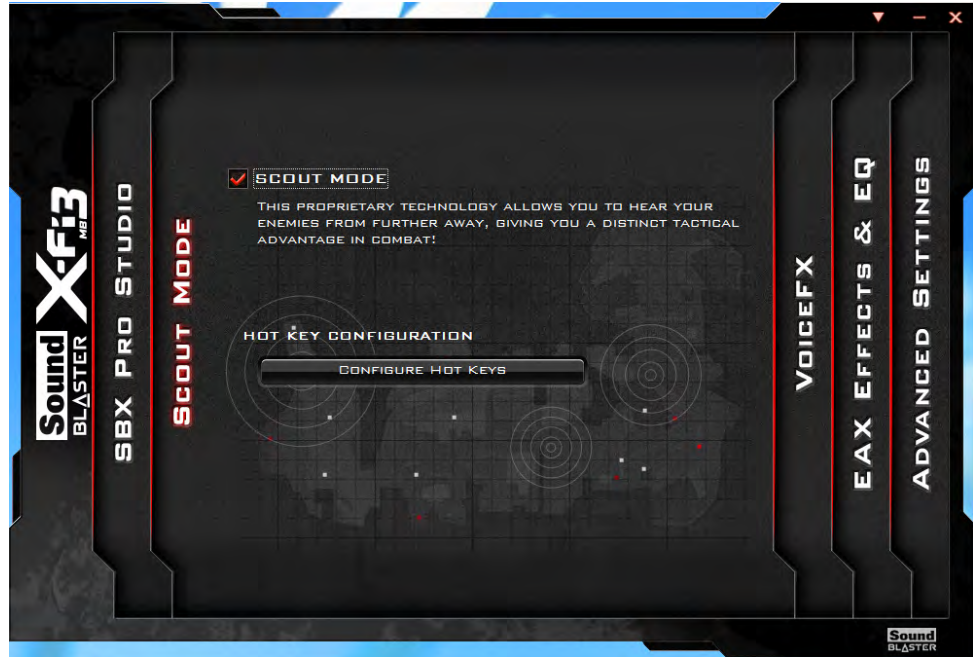 Sound BLASTER X-Fi3 MB
SBX Pro Studio
Scout Mode
SCOUT MODE
THIS PROPRIETARY TECHNOLOGY ALLOWS YOU TO HEAR YOUR
ENEMIES FROM FURTHER AWAY, GIVING YOU A DISTINCT TACTICAL
ADVANTAGE IN COMBAT!
HOT KEY CONFIGURATION
Configure Hot Keys
VoiceFX
EAX Effects & EQ
Advanced Settings
Sound
BLASTER